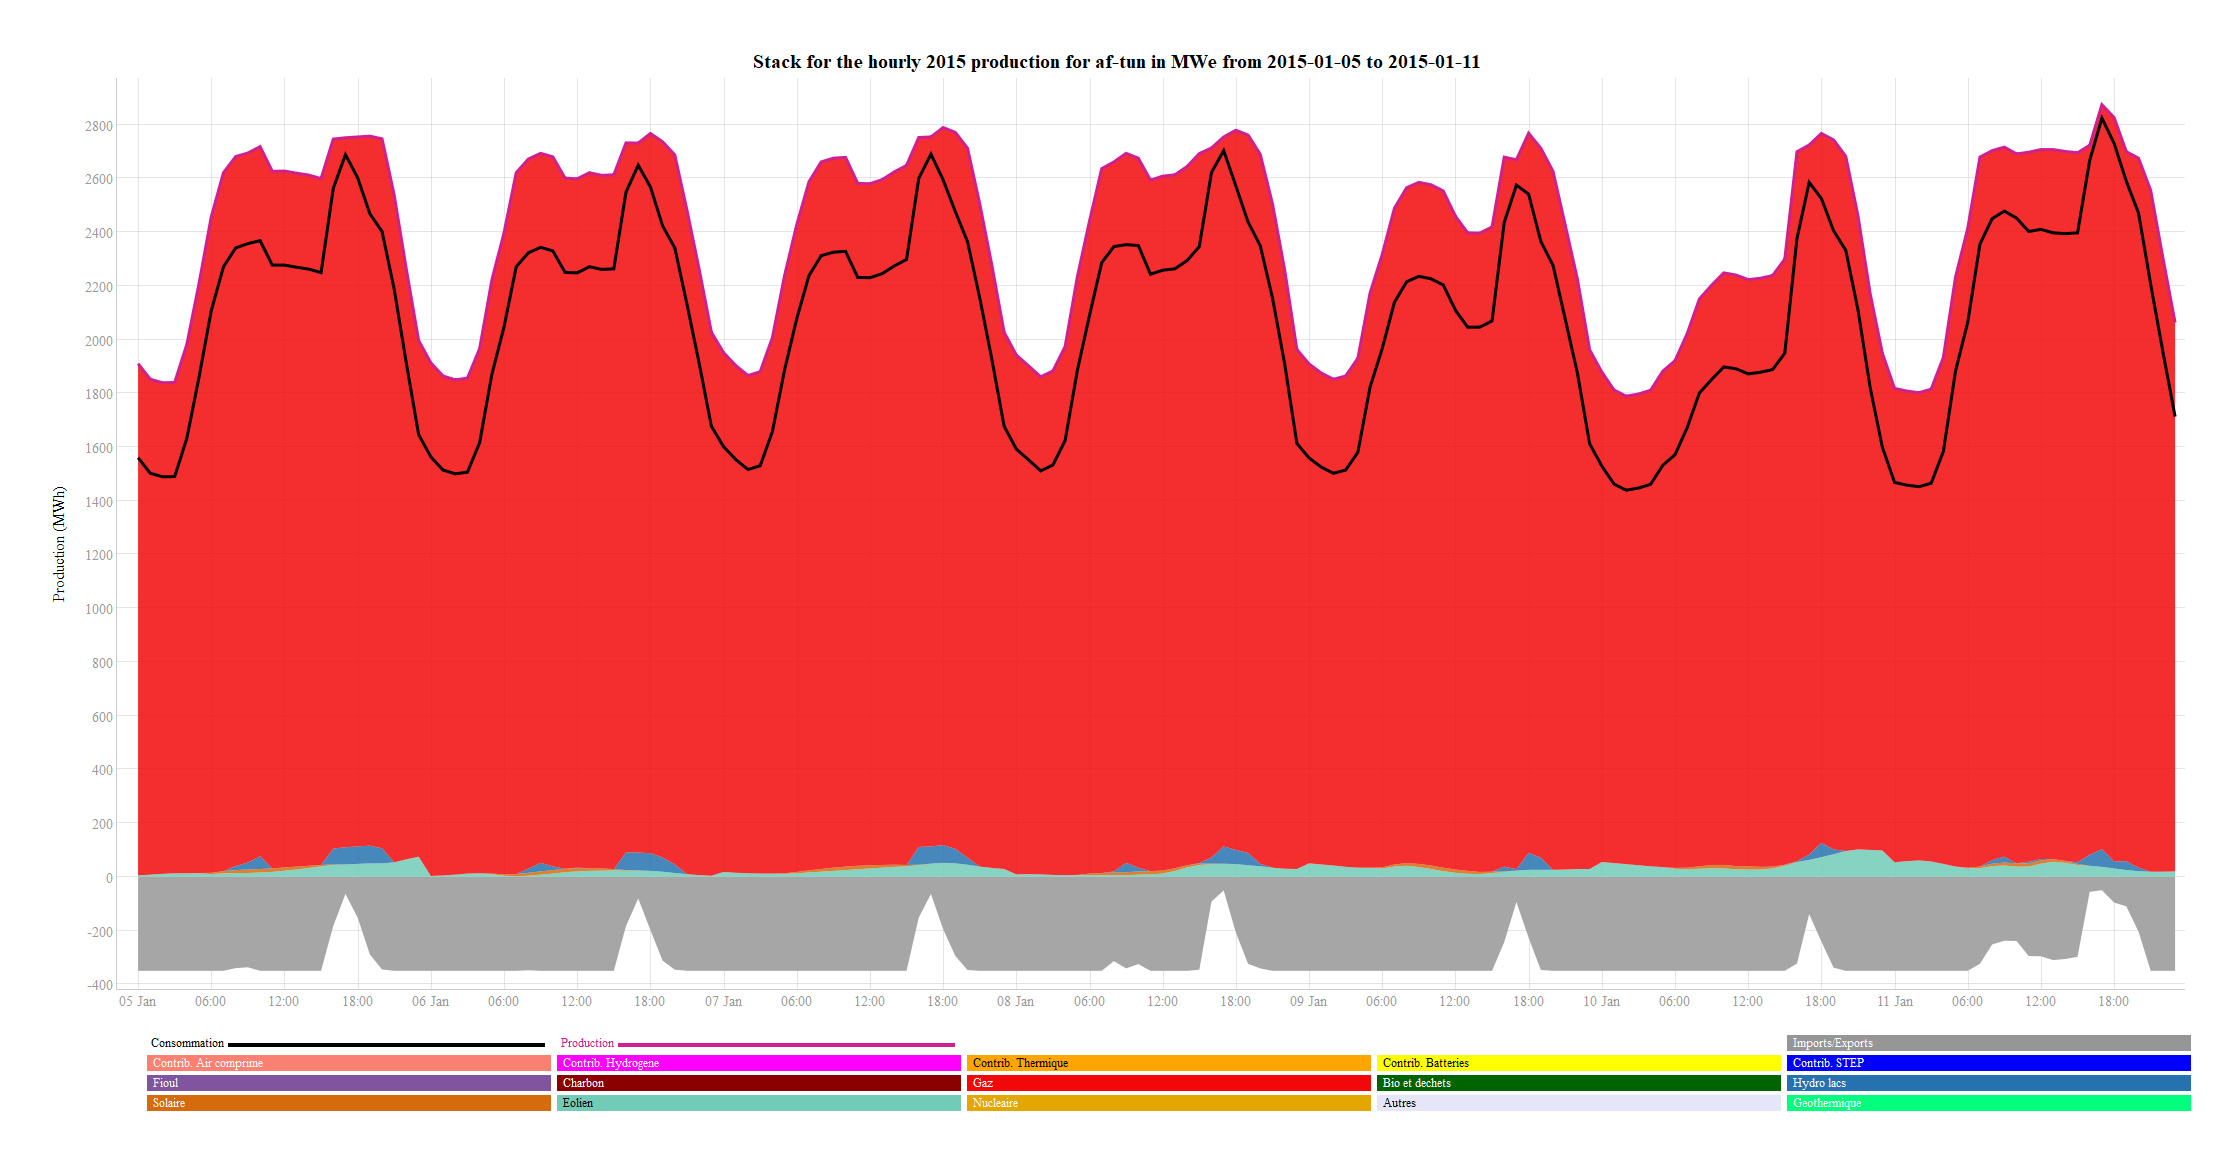 Stack for the hourly 2015 production for af-tun in MWe from 2015-01-05 to 2015-01-11
Production (MWh)
2800
2600
2400
2200
2000
1800
1600
1400
1200
1000
800
600
400
200
0
-200
-400
05 Jan 06:00 12:00 18:00 06 Jan 06:00 12:00 18:00 07 Jan 06:00 12:00 18:00 08 Jan 06:00 12:00 18:00 09 Jan 06:00 12:00 18:00 10 Jan 06:00 12:00 18:00 11 Jan 06:00 12:00 18:00
Consommation Production Imports/Exports
Contrib. Air comprime Contrib. Hydrogene Contrib. Thermique Contrib. Batteries Contrib. STEP
Fioul Charbon Gaz Bio et dechets Hydro lacs
Solaire Eolien Nucleaire Autres Geothermique